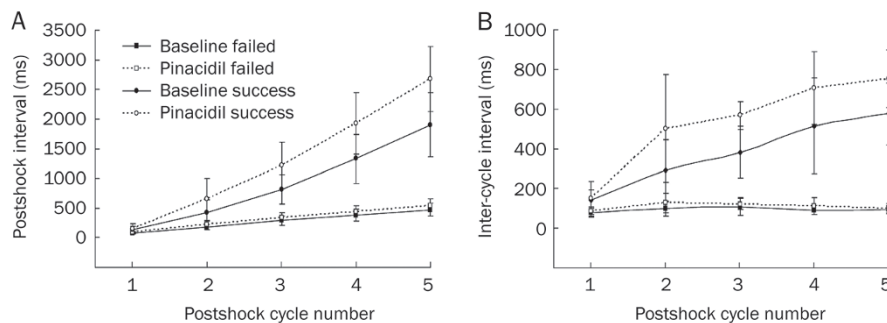 A
Postshock interval (ms)
3500
3000
2500
2000
1500
1000
500
0
Baseline failed
Pinacidil failed
Baseline success
Pinacidil success
1 2 3 4 5
Postshock cycle number
B
Inter-cycle interval (ms)
1000
800
600
400
200
0
1 2 3 4 5
Postshock cycle number